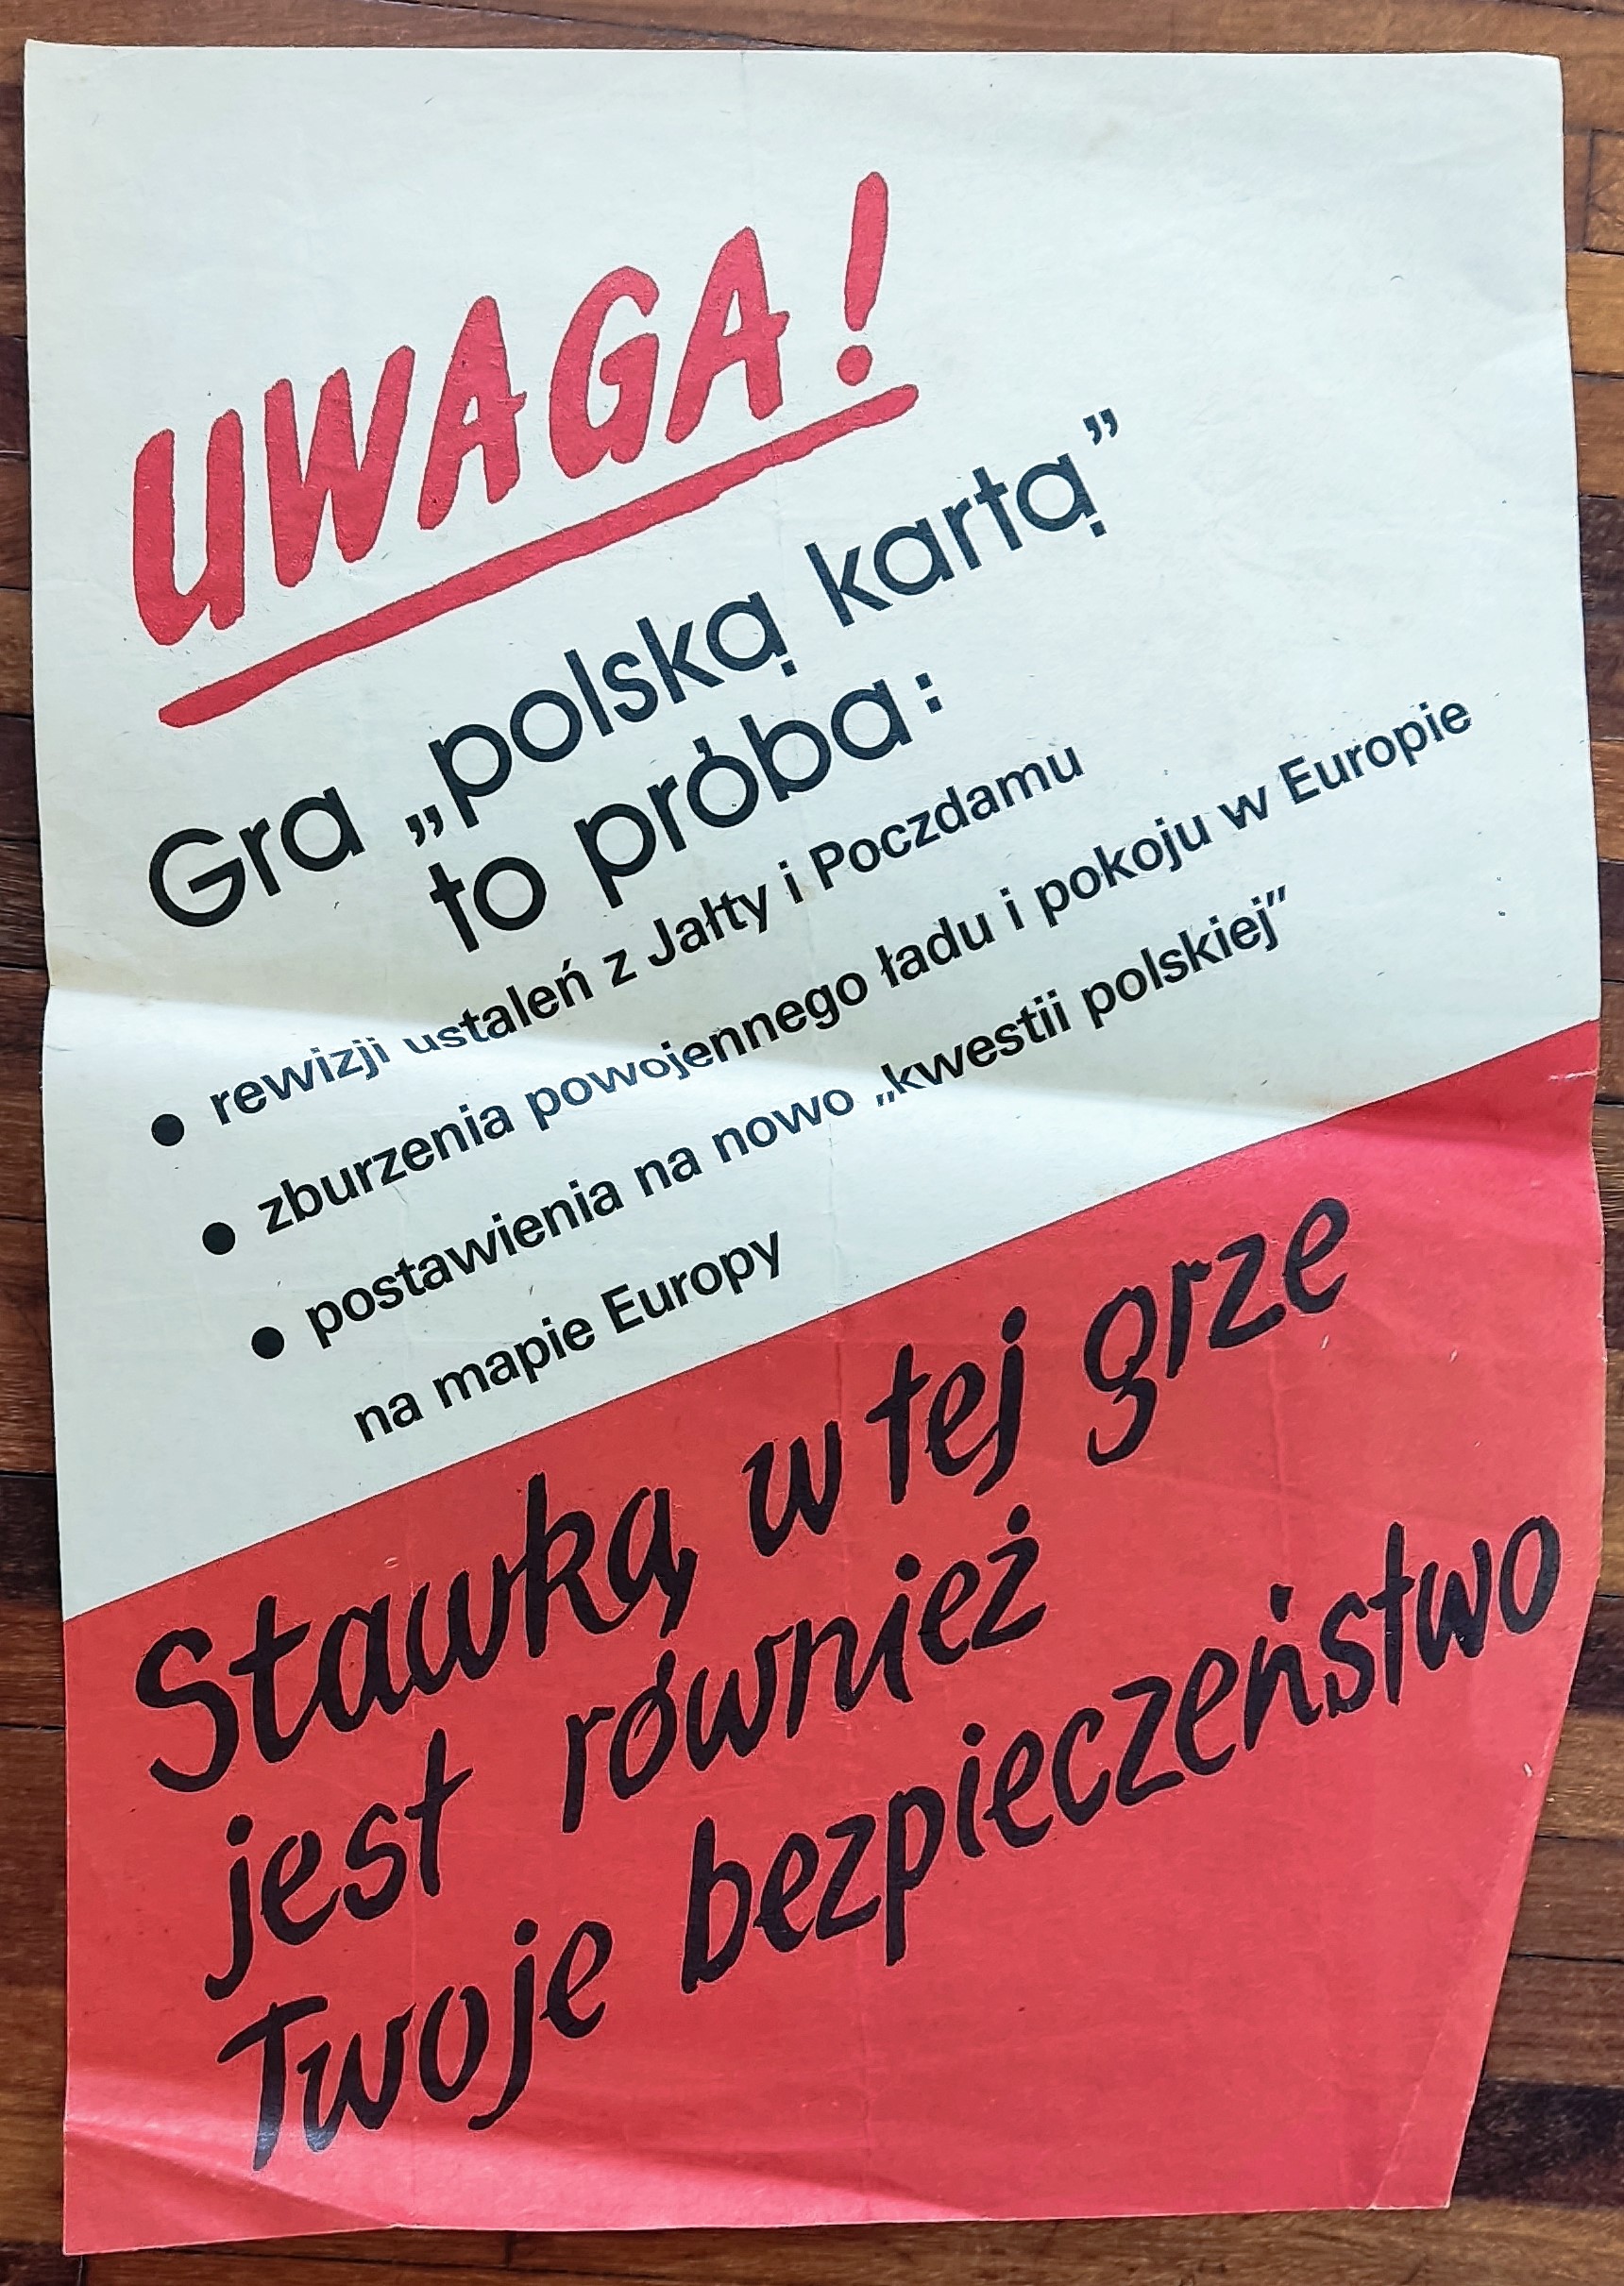 UWAGA!
Gra „polską kartą”
to próba:
● rewizji ustaleń z Jałty i Poczdamu
● zburzenia powojennego ładu i pokoju w Europie
● postawienia na nowo „kwestii polskiej”
na mapie Europy
Stawką w tej grze
jest również
Twoje bezpieczeństwo